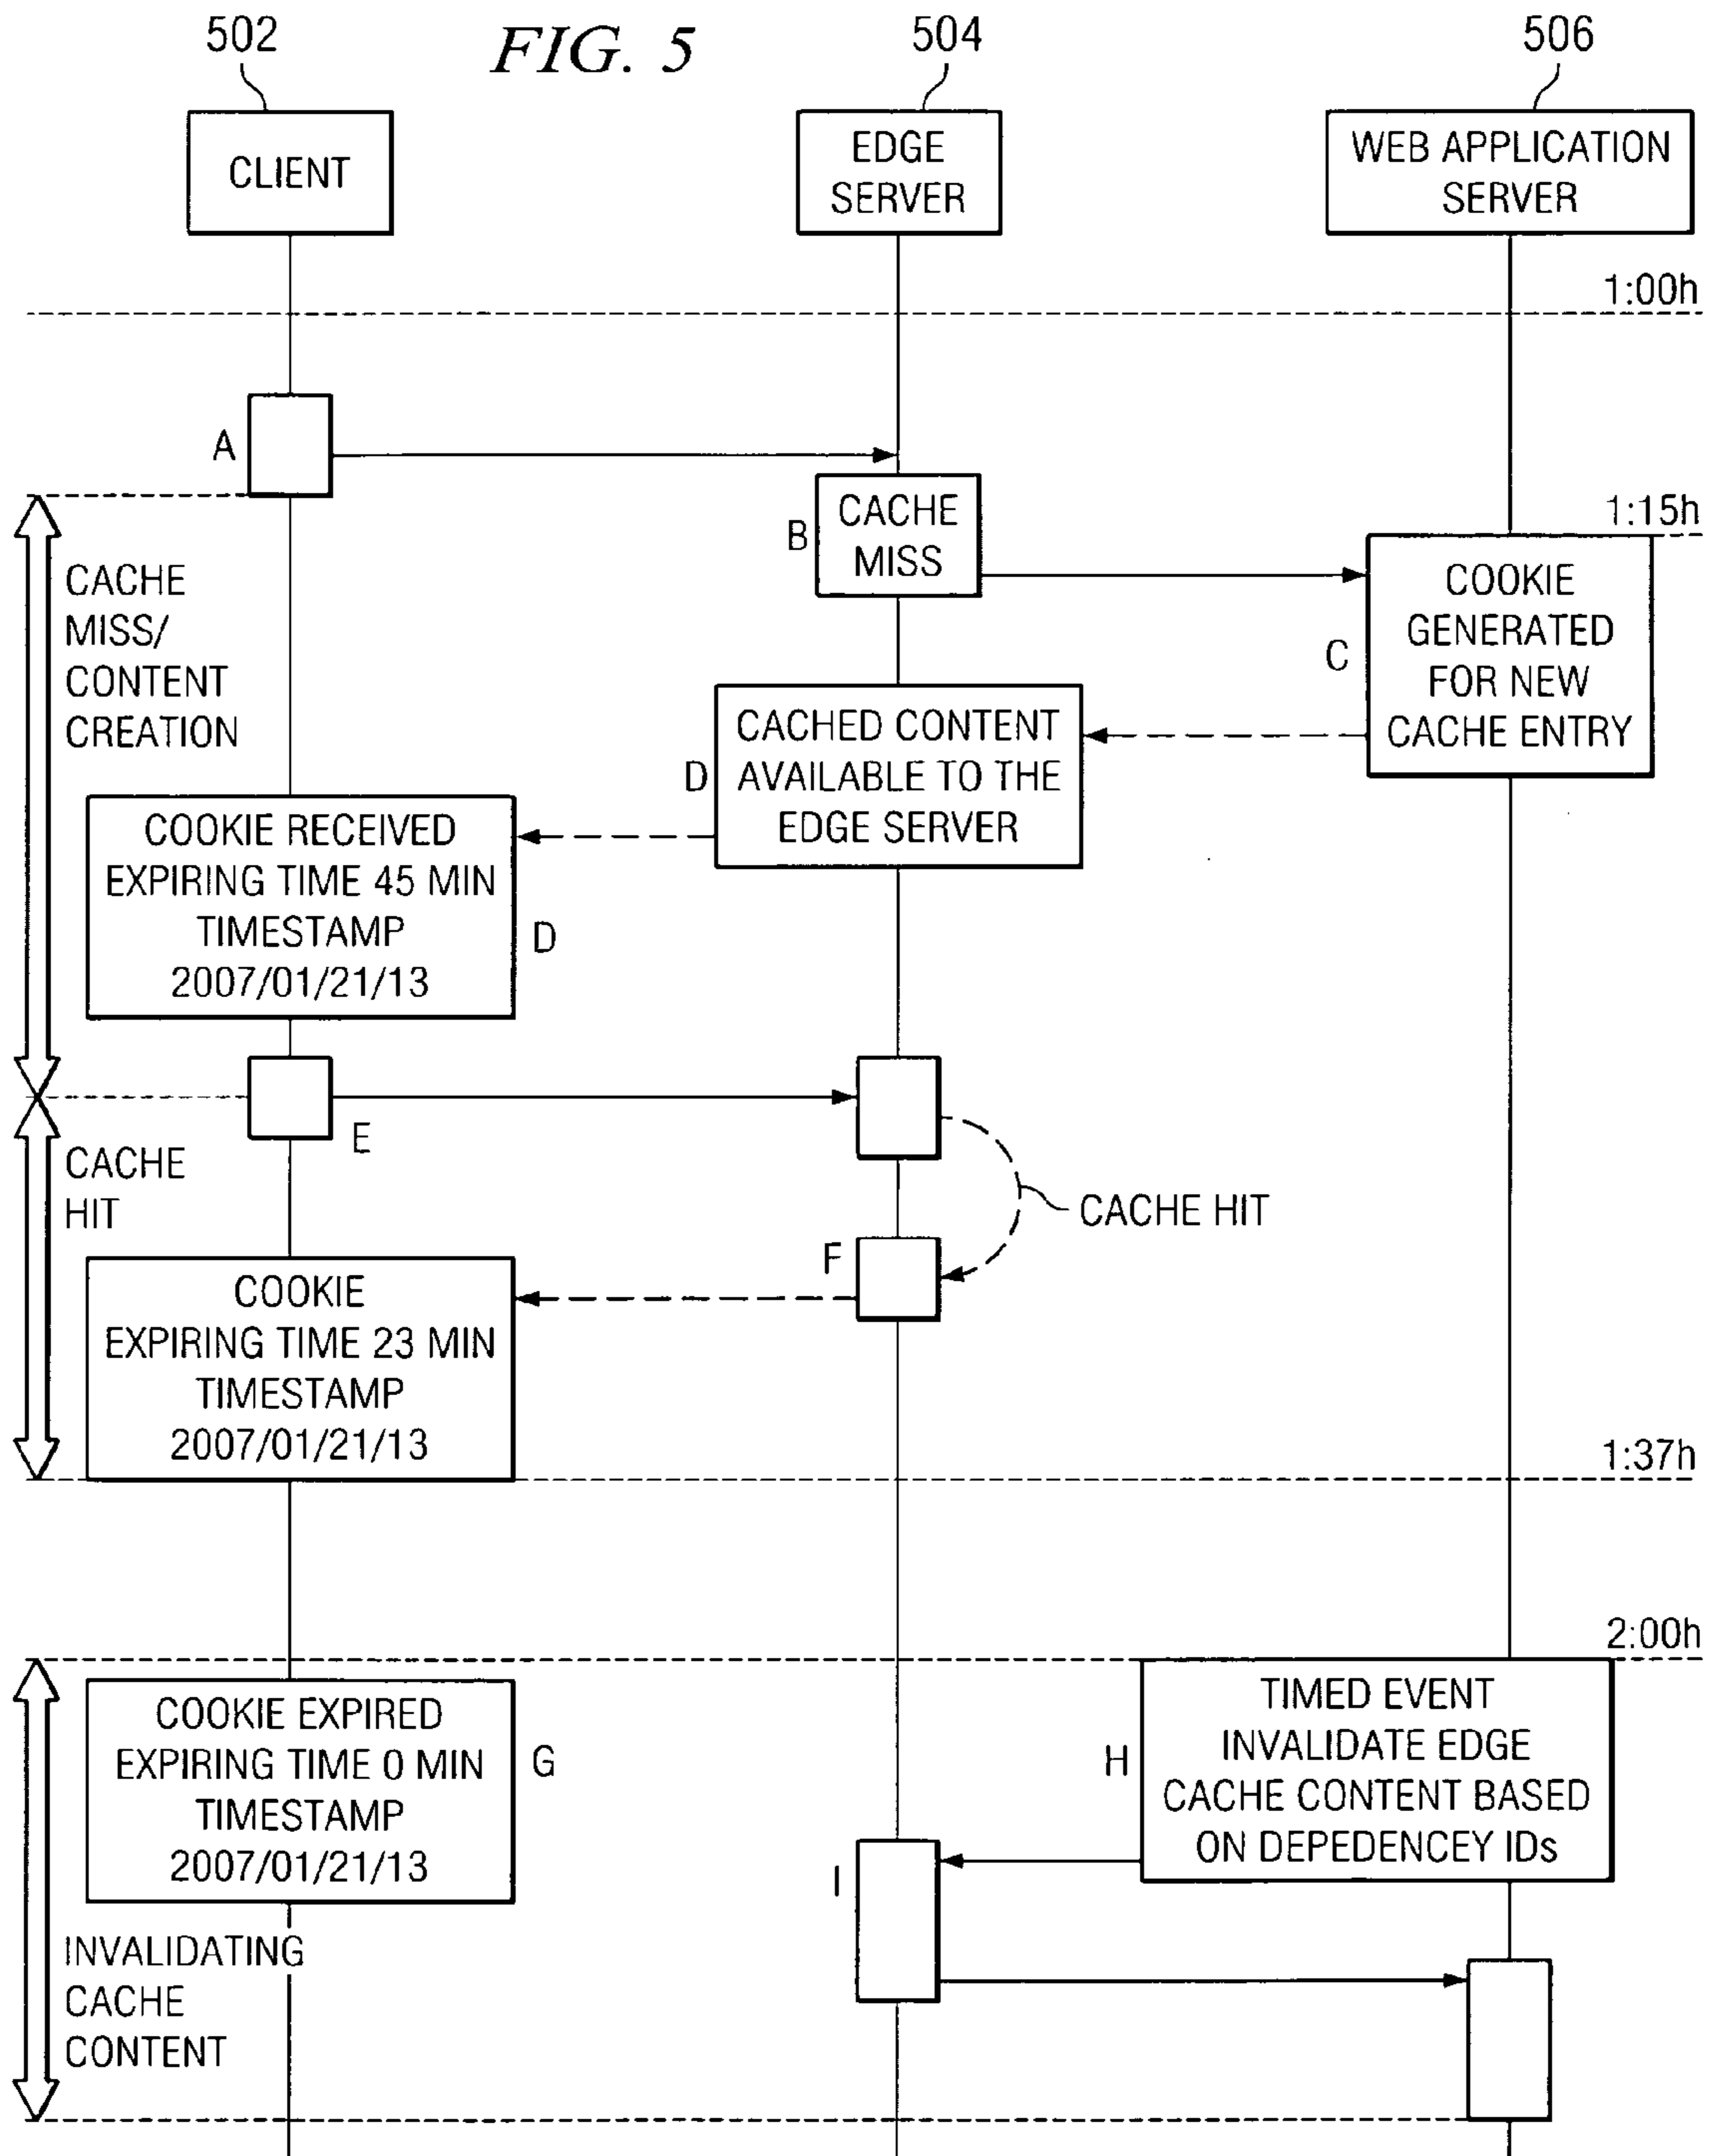 502
FIG. 5
504
506
CLIENT
EDGE
SERVER
WEB APPLICATION
SERVER
1:00h
A
B
CACHE
MISS
1:15h
CACHE
MISS/
CONTENT
CREATION
C
COOKIE
GENERATED
FOR NEW
CACHE ENTRY
D
CACHED CONTENT
AVAILABLE TO THE
EDGE SERVER
COOKIE RECEIVED
EXPIRING TIME 45 MIN
TIMESTAMP
2007/01/21/13
D
E
CACHE
HIT
CACHE HIT
F
COOKIE
EXPIRING TIME 23 MIN
TIMESTAMP
2007/01/21/13
1:37h
2:00h
COOKIE EXPIRED
EXPIRING TIME 0 MIN
TIMESTAMP
2007/01/21/13
G
H
TIMED EVENT
INVALIDATE EDGE
CACHE CONTENT BASED
ON DEPEDENCEY IDs
I
INVALIDATING
CACHE
CONTENT